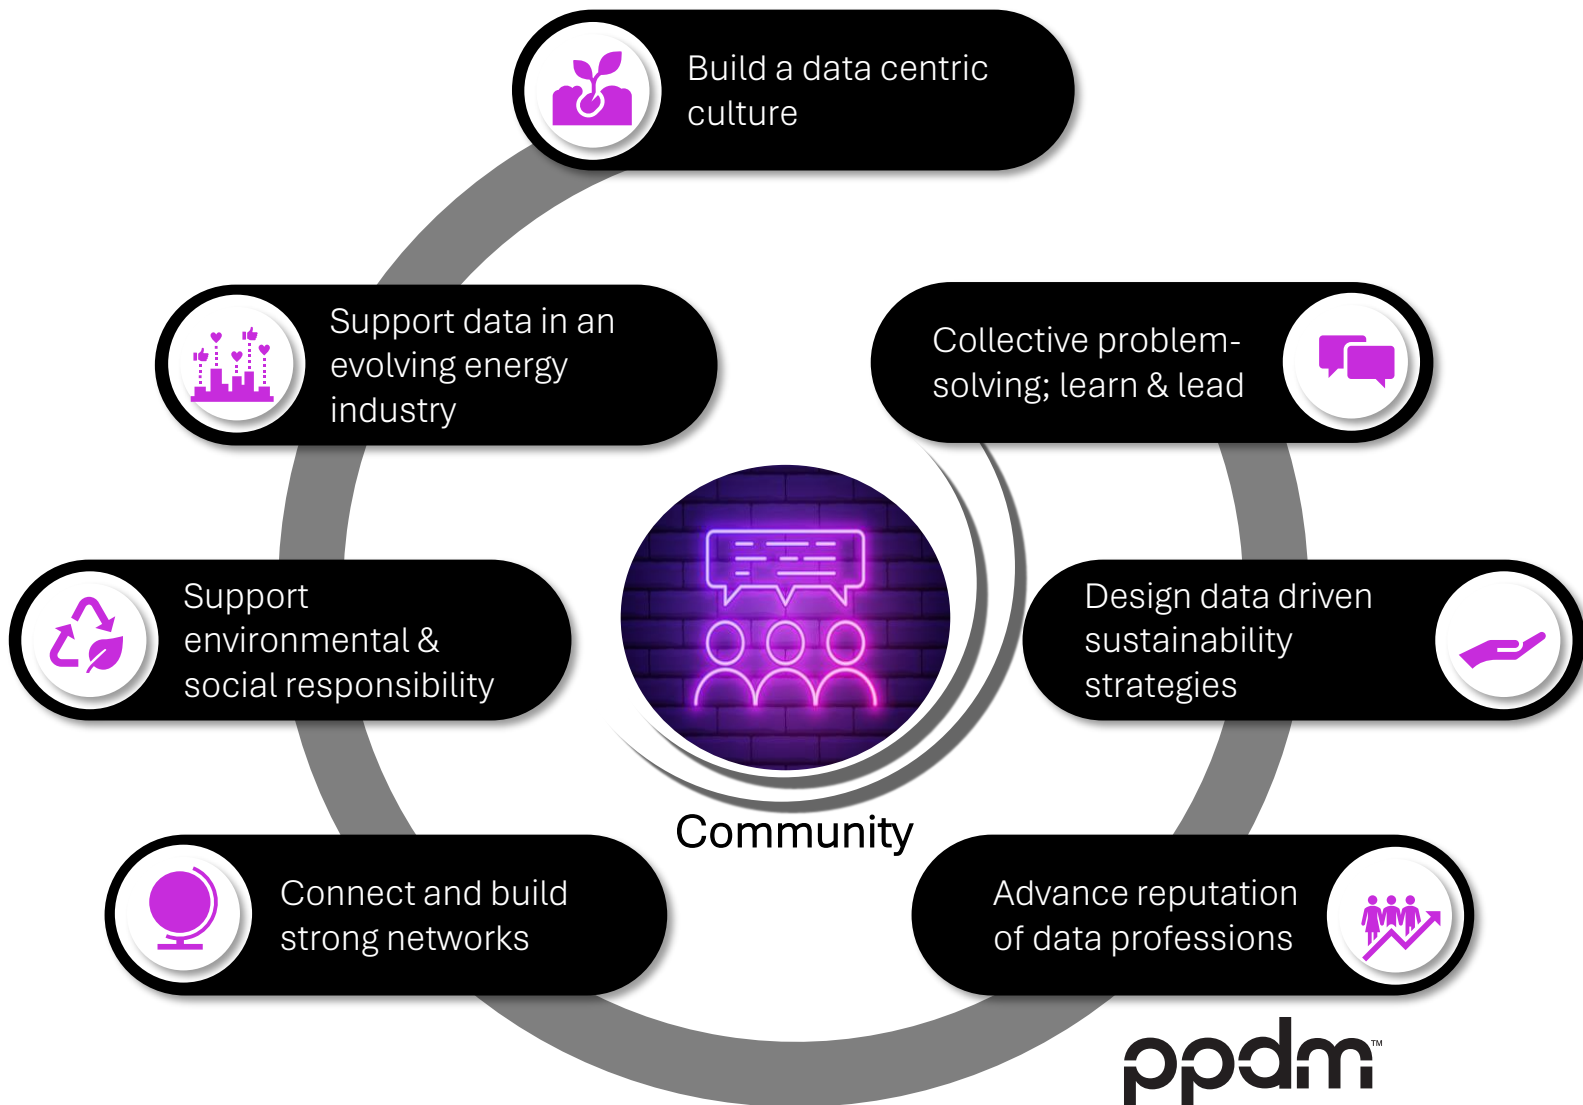 Build a data centric
culture
Support data in an
evolving energy
industry
Collective problem-
solving; learn & lead
Support
environmental &
social responsibility
Design data driven
sustainability
strategies
Community
Connect and build
strong networks
Advance reputation
of data professions
ppdm™